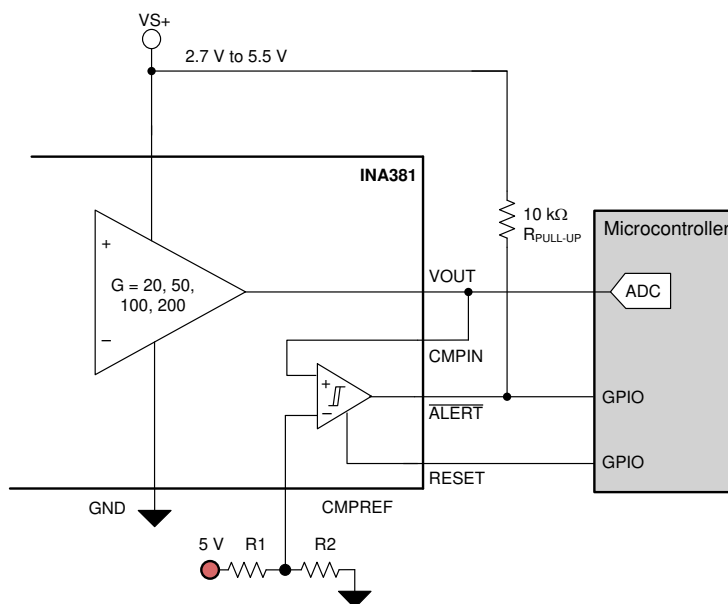 VS+
2.7 V to 5.5 V
INA381
10 kΩ
RPULL-UP
Microcontroller
+
G = 20, 50,
100, 200
−
VOUT
ADC
CMPIN
+
−
ALERT
GPIO
GPIO
RESET
GND
CMPREF
5 V
R1
R2